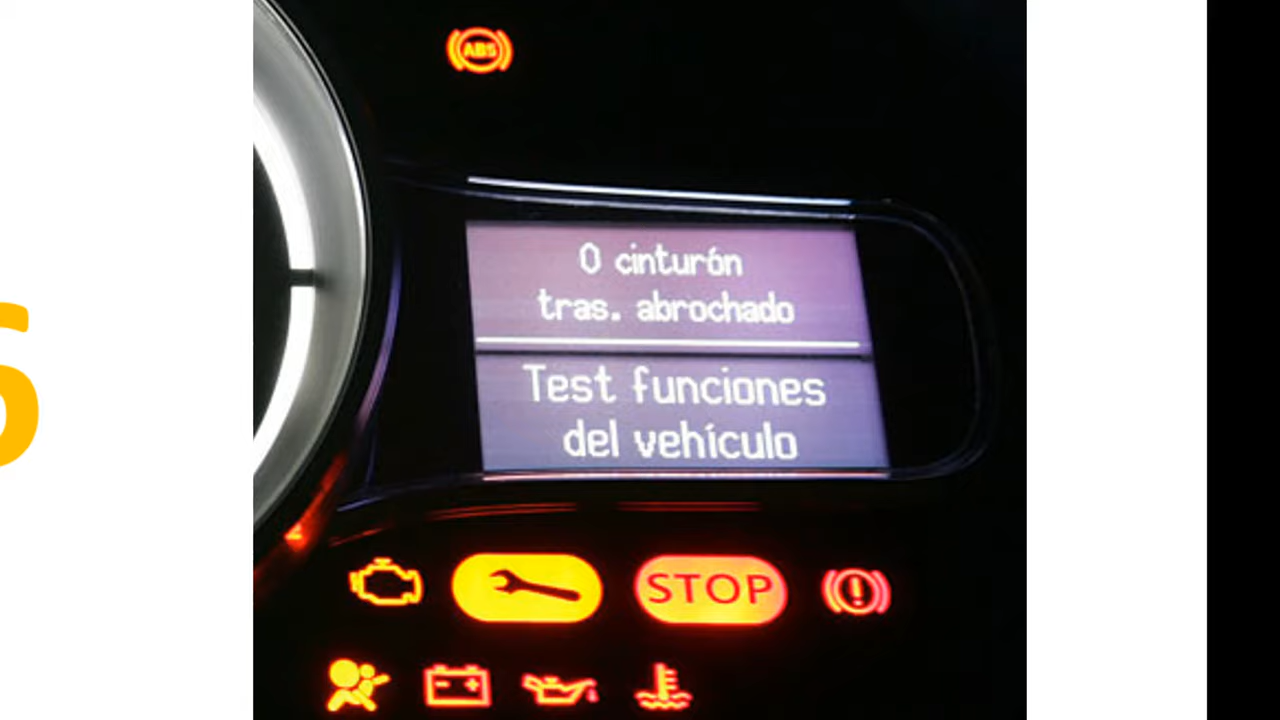 ABS
0 cinturón
tras. abrochado
Test funciones
del vehículo
STOP